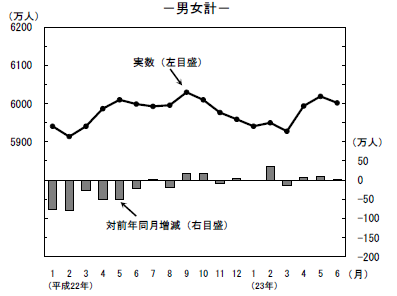 －男女計－
(万人)
6200
6100
6000
5900
実数（左目盛）
(万人)
50
0
−50
−100
−150
−200
対前年同月増減（右目盛）
1 2 3 4 5 6 7 8 9 10 11 12 1 2 3 4 5 6 （月）
（平成22年） （23年）